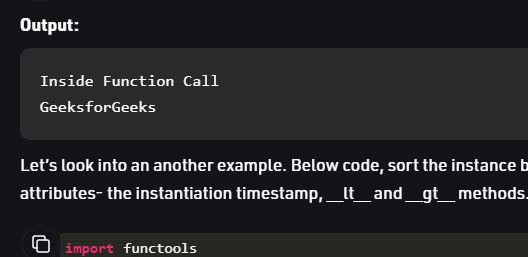 Output:
Inside Function Call
GeeksforGeeks
Let's look into an another example. Below code, sort the instance b
attributes- the instantiation timestamp, __lt__ and __gt__ methods.
import functools